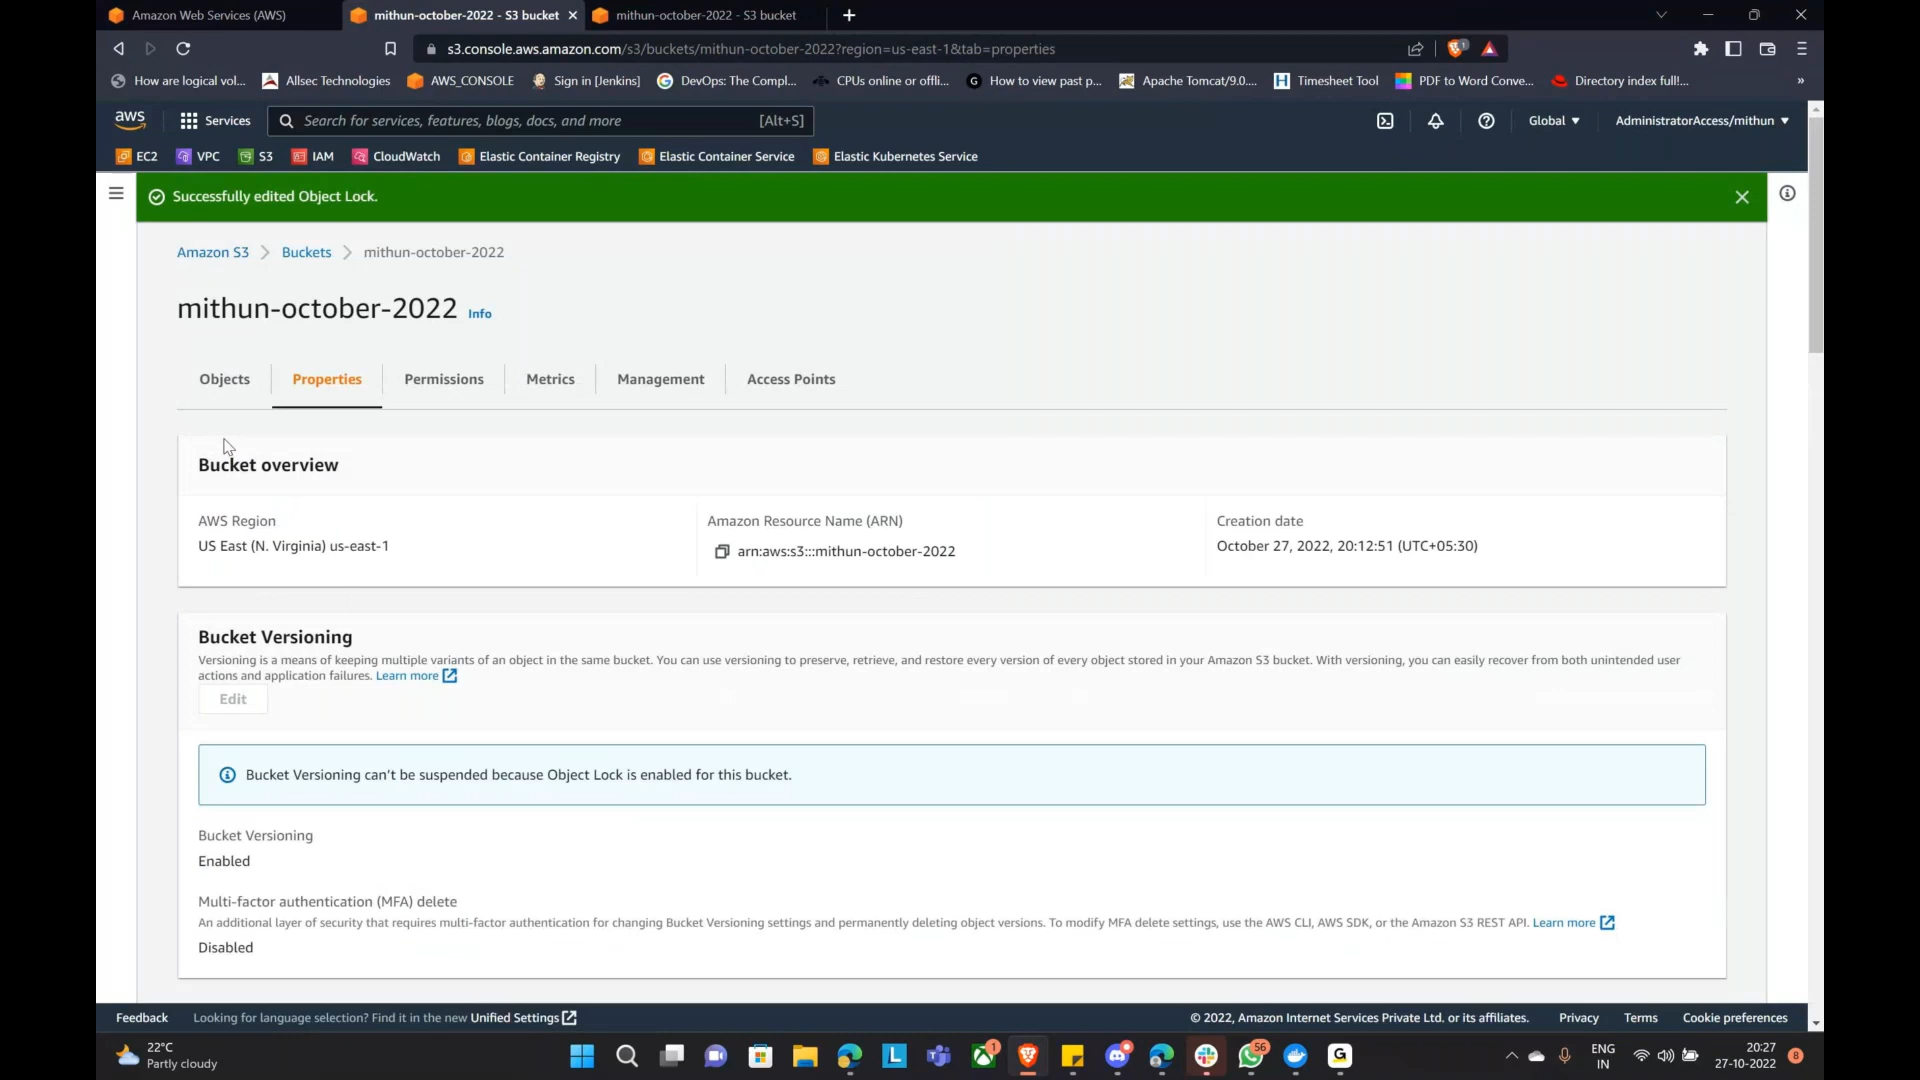 Amazon Web Services (AWS)
mithun-october-2022 - S3 bucket
mithun-october-2022 - S3 bucket
s3.console.aws.amazon.com/s3/buckets/mithun-october-2022?region=us-east-1&tab=properties
1
How are logical vol...
Allsec Technologies
AWS_CONSOLE
Sign in [Jenkins]
DevOps: The Compl...
CPUs online or offli...
How to view past p...
Apache Tomcat/9.0....
Timesheet Tool
PDF to Word Conve...
Directory index full!...
»
aws
Services
Search for services, features, blogs, docs, and more
[Alt+S]
Global
AdministratorAccess/mithun
EC2
VPC
S3
IAM
CloudWatch
Elastic Container Registry
Elastic Container Service
Elastic Kubernetes Service
Successfully edited Object Lock.
Amazon S3
Buckets
mithun-october-2022
mithun-october-2022 Info
Objects
Properties
Permissions
Metrics
Management
Access Points
Bucket overview
AWS Region
US East (N. Virginia) us-east-1
Amazon Resource Name (ARN)
arn:aws:s3:::mithun-october-2022
Creation date
October 27, 2022, 20:12:51 (UTC+05:30)
Bucket Versioning
Versioning is a means of keeping multiple variants of an object in the same bucket. You can use versioning to preserve, retrieve, and restore every version of every object stored in your Amazon S3 bucket. With versioning, you can easily recover from both unintended user
actions and application failures. Learn more
Edit
Bucket Versioning can't be suspended because Object Lock is enabled for this bucket.
Bucket Versioning
Enabled
Multi-factor authentication (MFA) delete
An additional layer of security that requires multi-factor authentication for changing Bucket Versioning settings and permanently deleting object versions. To modify MFA delete settings, use the AWS CLI, AWS SDK, or the Amazon S3 REST API. Learn more
Disabled
Feedback
Looking for language selection? Find it in the new Unified Settings
© 2022, Amazon Internet Services Private Ltd. or its affiliates.
Privacy
Terms
Cookie preferences
22°C
Partly cloudy
L
1
56
G
ENG
IN
20:27
27-10-2022
8